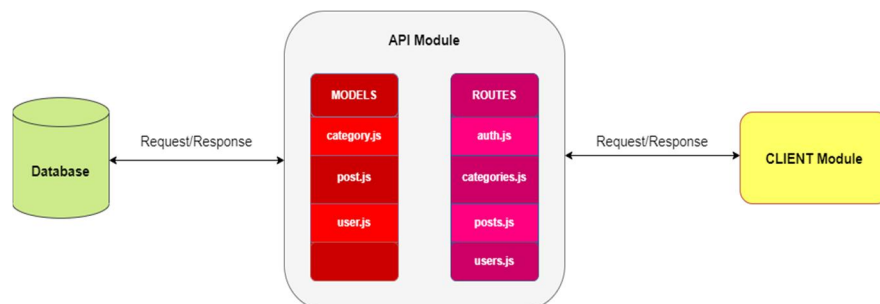 API Module
MODELS
category.js
post.js
user.js
ROUTES
auth.js
categories.js
posts.js
users.js
Database
Request/Response
Request/Response
CLIENT Module